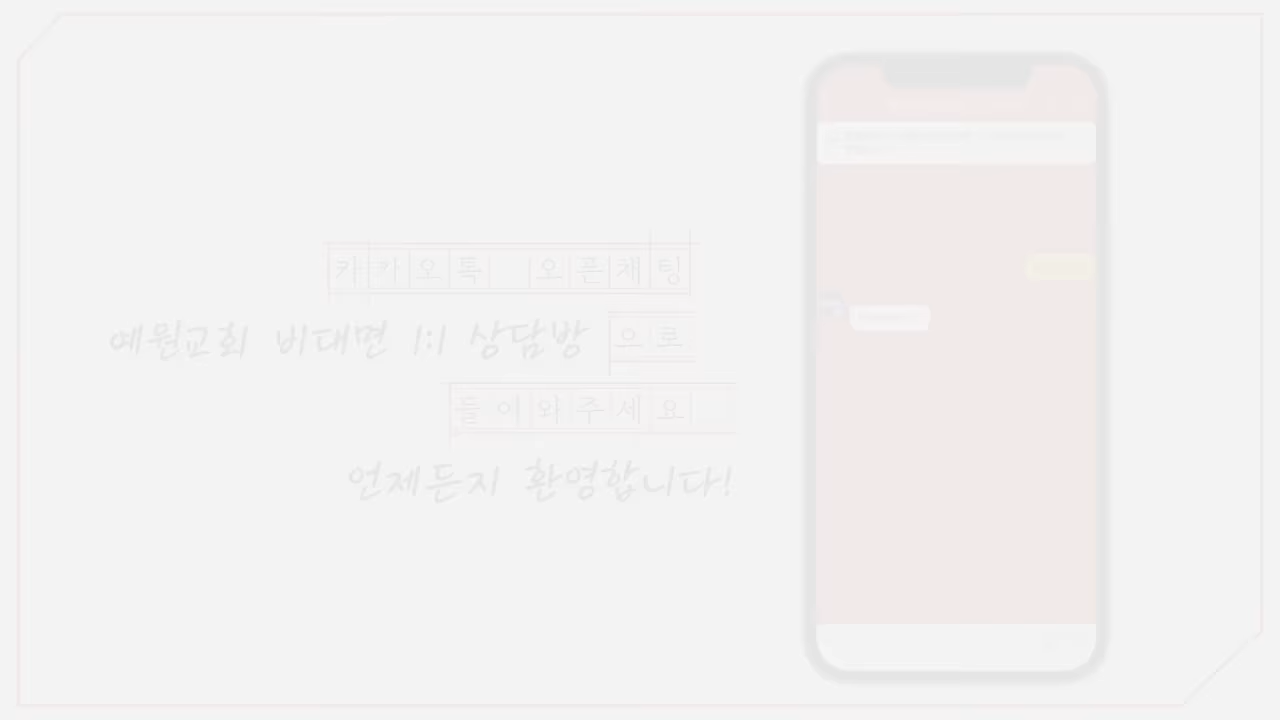 카카오톡 오픈채팅
예원교회 비대면 1:1 상담방 으로
들어와주세요
언제든지 환영합니다!